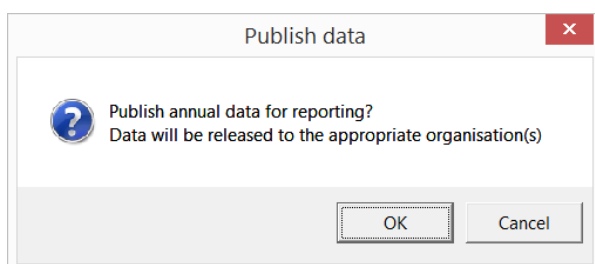 Publish data
Publish annual data for reporting?
Data will be released to the appropriate organisation(s)
OK
Cancel